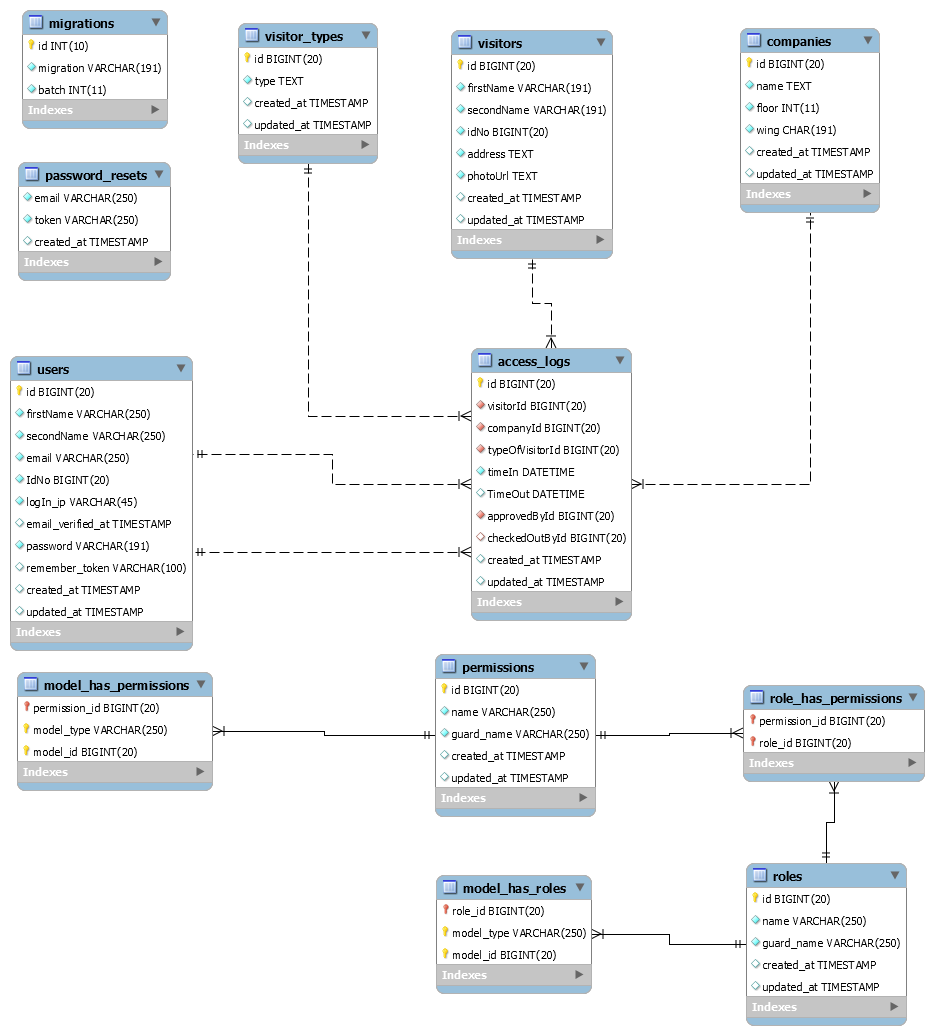 migrations
id INT(10)
migration VARCHAR(191)
batch INT(11)
Indexes
visitor_types
id BIGINT(20)
type TEXT
created_at TIMESTAMP
updated_at TIMESTAMP
Indexes
visitors
id BIGINT(20)
firstName VARCHAR(191)
secondName VARCHAR(191)
idNo BIGINT(20)
address TEXT
photoUrl TEXT
created_at TIMESTAMP
updated_at TIMESTAMP
Indexes
companies
id BIGINT(20)
name TEXT
floor INT(11)
wing CHAR(191)
created_at TIMESTAMP
updated_at TIMESTAMP
Indexes
password_resets
email VARCHAR(250)
token VARCHAR(250)
created_at TIMESTAMP
Indexes
users
id BIGINT(20)
firstName VARCHAR(250)
secondName VARCHAR(250)
email VARCHAR(250)
IdNo BIGINT(20)
logIn_ip VARCHAR(45)
email_verified_at TIMESTAMP
password VARCHAR(191)
remember_token VARCHAR(100)
created_at TIMESTAMP
updated_at TIMESTAMP
Indexes
access_logs
id BIGINT(20)
visitorId BIGINT(20)
companyId BIGINT(20)
typeOfVisitorId BIGINT(20)
timeIn DATETIME
TimeOut DATETIME
approvedById BIGINT(20)
checkedOutById BIGINT(20)
created_at TIMESTAMP
updated_at TIMESTAMP
Indexes
model_has_permissions
permission_id BIGINT(20)
model_type VARCHAR(250)
model_id BIGINT(20)
Indexes
permissions
id BIGINT(20)
name VARCHAR(250)
guard_name VARCHAR(250)
created_at TIMESTAMP
updated_at TIMESTAMP
Indexes
role_has_permissions
permission_id BIGINT(20)
role_id BIGINT(20)
Indexes
model_has_roles
role_id BIGINT(20)
model_type VARCHAR(250)
model_id BIGINT(20)
Indexes
roles
id BIGINT(20)
name VARCHAR(250)
guard_name VARCHAR(250)
created_at TIMESTAMP
updated_at TIMESTAMP
Indexes